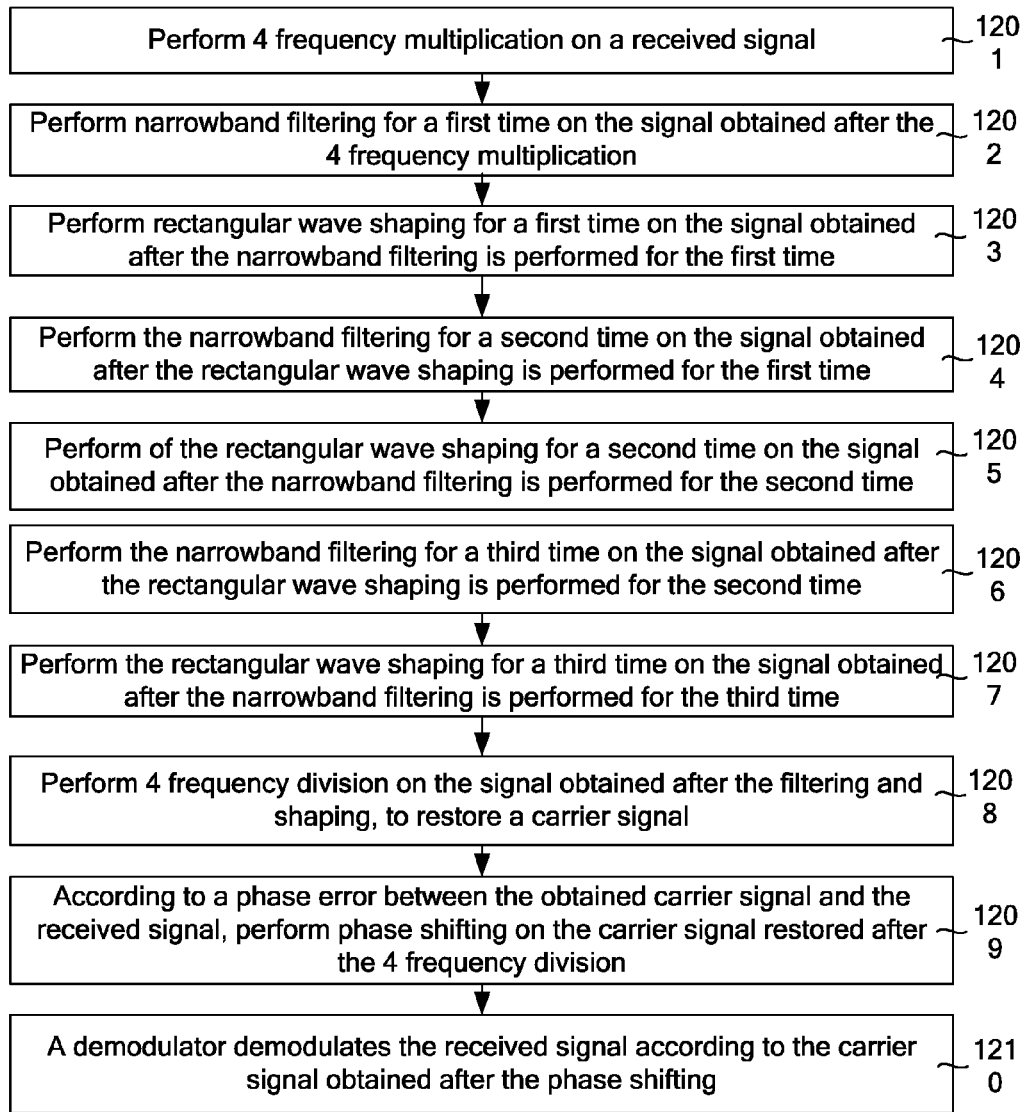 Perform 4 frequency multiplication on a received signal
120
1
Perform narrowband filtering for a first time on the signal obtained after the
4 frequency multiplication
120
2
Perform rectangular wave shaping for a first time on the signal obtained
after the narrowband filtering is performed for the first time
120
3
Perform the narrowband filtering for a second time on the signal obtained
after the rectangular wave shaping is performed for the first time
120
4
Perform of the rectangular wave shaping for a second time on the signal
obtained after the narrowband filtering is performed for the second time
120
5
Perform the narrowband filtering for a third time on the signal obtained after
the rectangular wave shaping is performed for the second time
120
6
Perform the rectangular wave shaping for a third time on the signal obtained
after the narrowband filtering is performed for the third time
120
7
Perform 4 frequency division on the signal obtained after the filtering and
shaping, to restore a carrier signal
120
8
According to a phase error between the obtained carrier signal and the
received signal, perform phase shifting on the carrier signal restored after
the 4 frequency division
120
9
A demodulator demodulates the received signal according to the carrier
signal obtained after the phase shifting
121
0